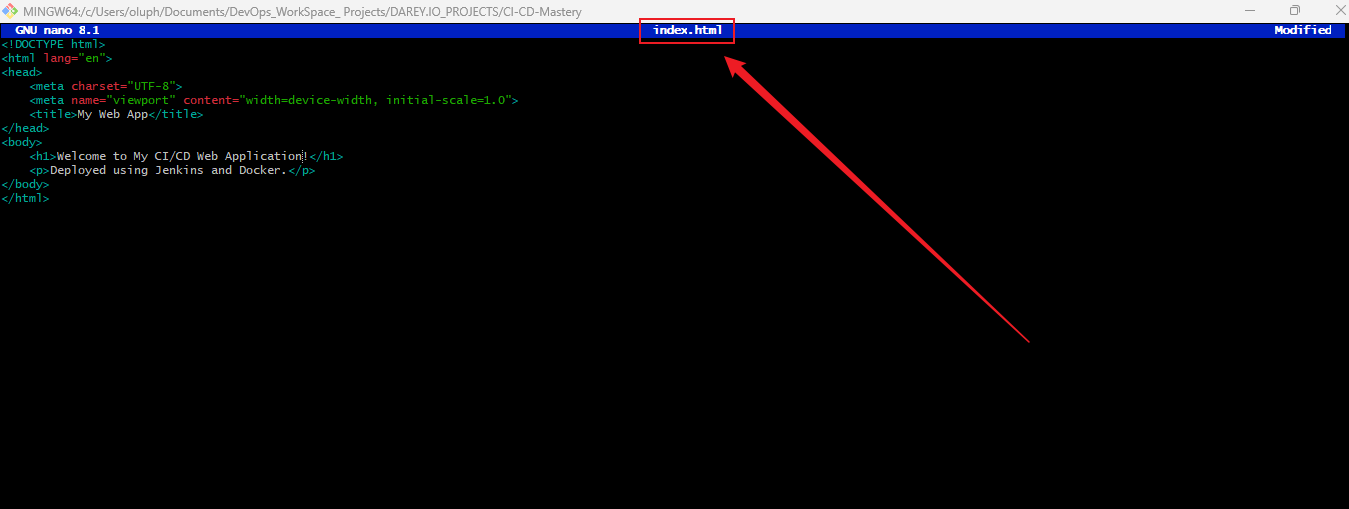 MINGW64:/c/Users/oluph/Documents/DevOps_WorkSpace_ Projects/DAREY.IO_PROJECTS/CI-CD-Mastery
GNU nano 8.1 index.html Modified
<!DOCTYPE html>
<html lang="en">
<head>
    <meta charset="UTF-8">
    <meta name="viewport" content="width=device-width, initial-scale=1.0">
    <title>My Web App</title>
</head>
<body>
    <h1>Welcome to My CI/CD Web Application!</h1>
    <p>Deployed using Jenkins and Docker.</p>
</body>
</html>